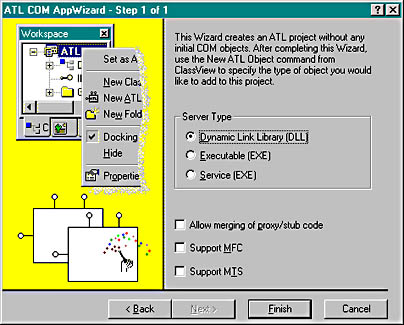 ATL COM AppWizard - Step 1 of 1
Workspace
ATL
Set as A
New Clas
New ATL
New Fold
Docking
Hide
Propertie
This Wizard creates an ATL project without any
initial COM objects. After completing this Wizard,
use the New ATL Object command from
ClassView to specify the type of object you would
like to add to this project.
Server Type
Dynamic Link Library (DLL)
Executable (EXE)
Service (EXE)
Allow merging of proxy/stub code
Support MFC
Support MTS
< Back
Next >
Finish
Cancel